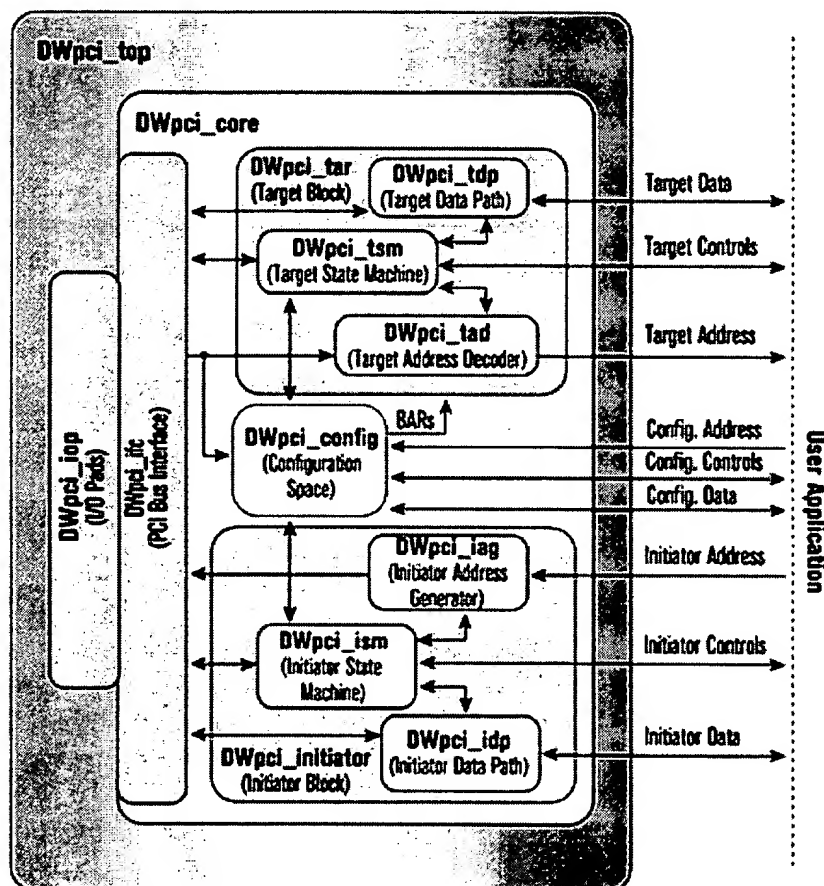 DWpci_top
DWpci_core
DWpci_tar
(Target Block)
DWpci_tdp
(Target Data Path)
Target Data
DWpci_tsm
(Target State Machine)
Target Controls
DWpci_tad
(Target Address Decoder)
Target Address
BARs
DWpci_config
(Configuration
Space)
Config. Address
Config. Controls
Config. Data
DWpci_iop
(I/O Pads)
DWpci_ifc
(PCI Bus Interface)
DWpci_iag
(Initiator Address
Generator)
Initiator Address
DWpci_ism
(Initiator State
Machine)
Initiator Controls
DWpci_idp
(Initiator Data Path)
Initiator Data
DWpci_initiator
(Initiator Block)
User Application